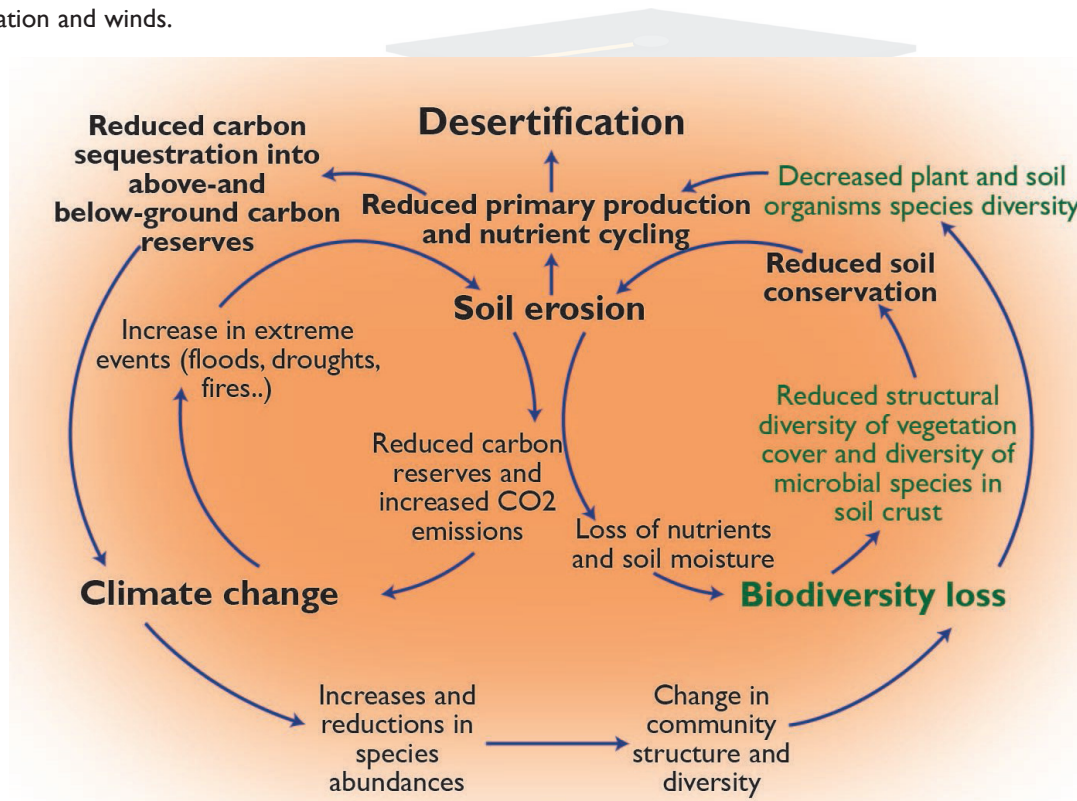 ation and winds.
Desertification
Reduced carbon
sequestration into
above-and
below-ground carbon
reserves
Reduced primary production
and nutrient cycling
Decreased plant and soil
organisms species diversity
Reduced soil
conservation
Soil erosion
Increase in extreme
events (floods, droughts,
fires..)
Reduced structural
diversity of vegetation
cover and diversity of
microbial species in
soil crust
Reduced carbon
reserves and
increased CO2
emissions
Loss of nutrients
and soil moisture
Climate change
Biodiversity loss
Increases and
reductions in
species
abundances
Change in
community
structure and
diversity